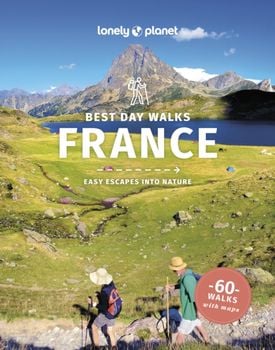 lonely planet
BEST DAY WALKS
FRANCE
EASY ESCAPES INTO NATURE
-60-
WALKS
with maps